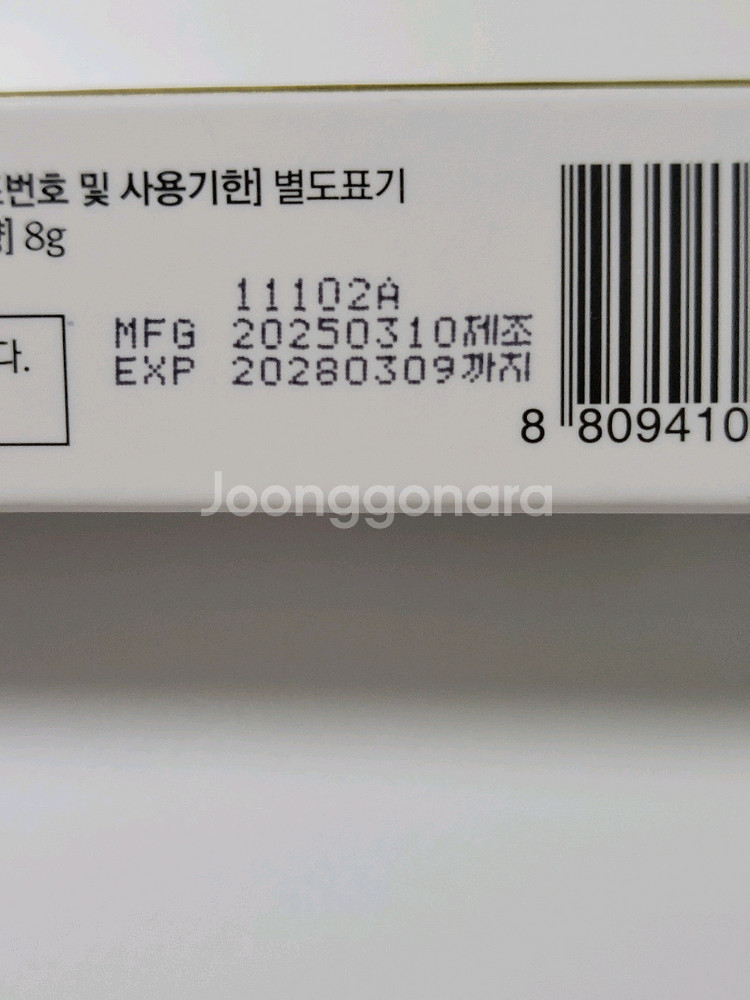 번호 및 사용기한] 별도표기
] 8g
11102A
MFG 20250310제조
EXP 20280309까지
다.
8 809410
Joonggonara